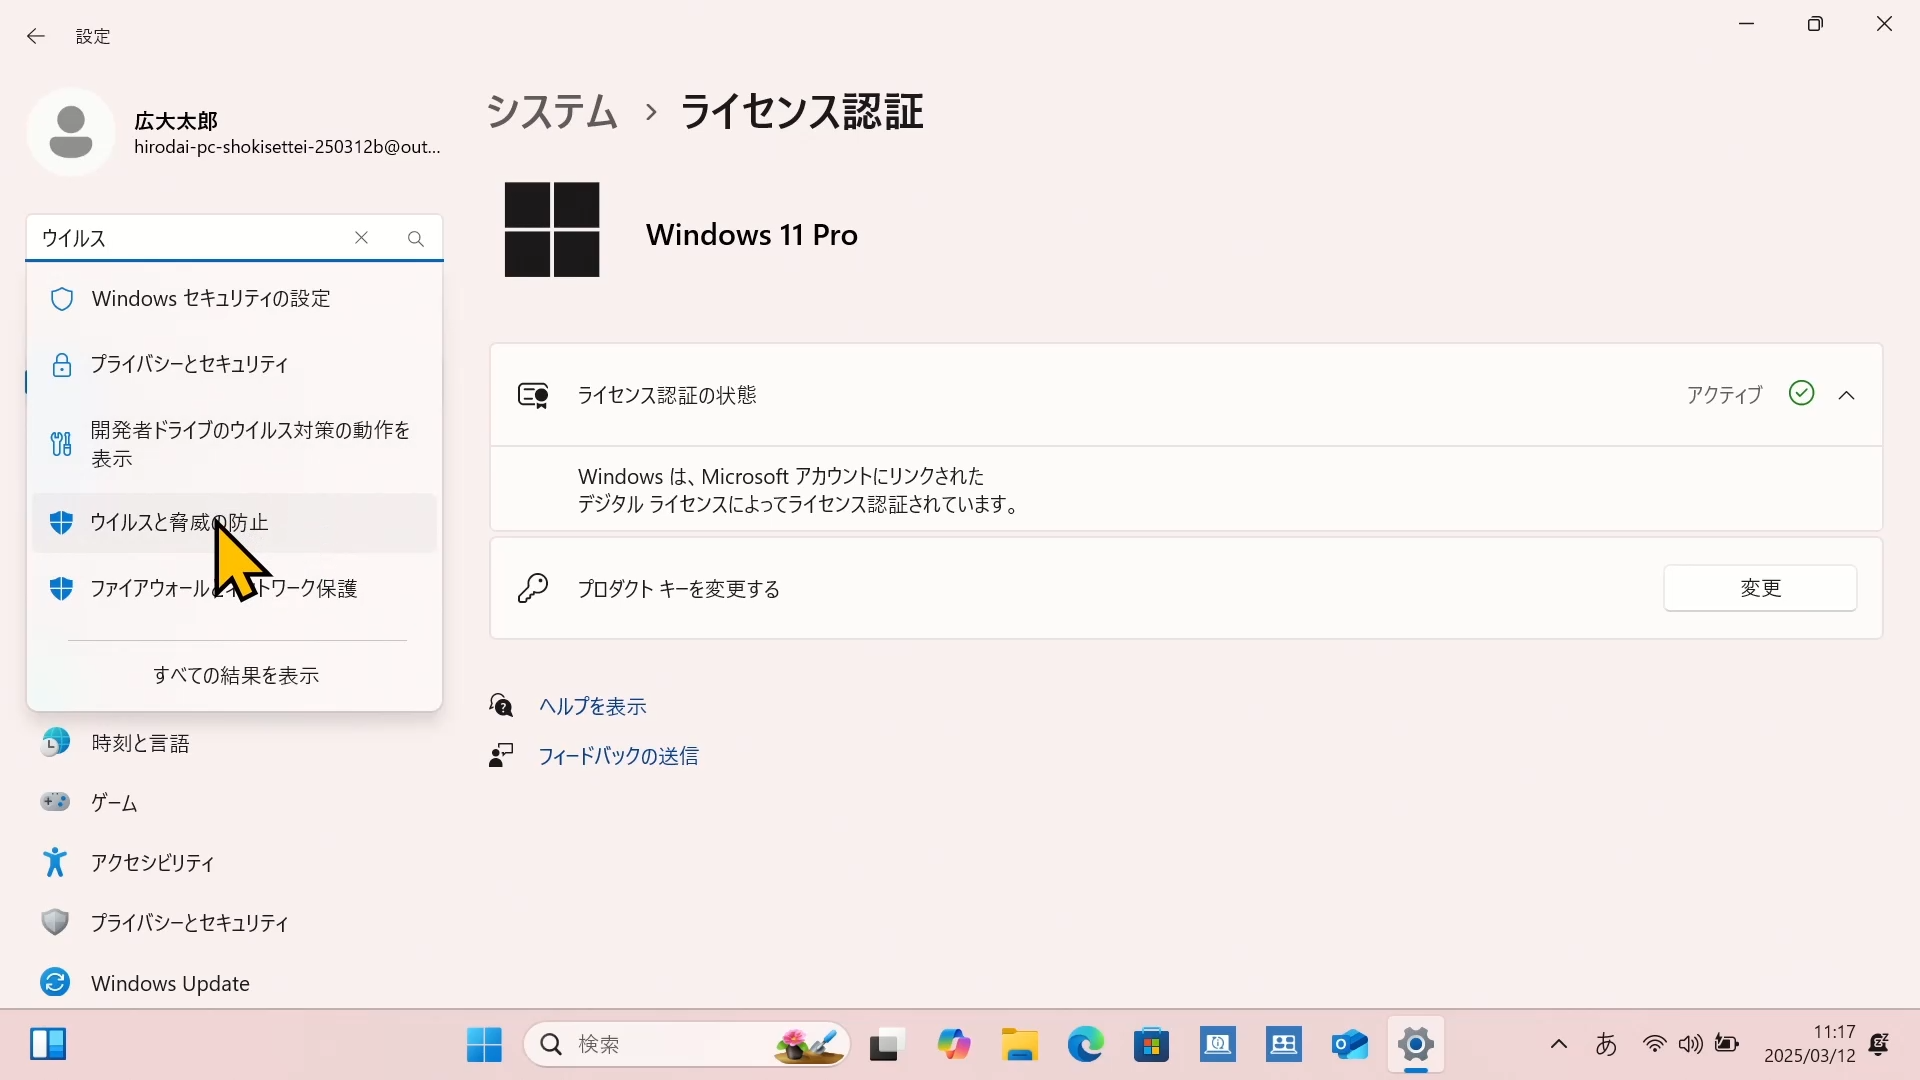 設定
広大太郎
hirodai-pc-shokisettei-250312b@out...
ウイルス
Windows セキュリティの設定
プライバシーとセキュリティ
開発者ドライブのウイルス対策の動作を
表示
ウイルスと脅威の防止
ファイアウォールとネットワーク保護
すべての結果を表示
時刻と言語
ゲーム
アクセシビリティ
プライバシーとセキュリティ
Windows Update
システム › ライセンス認証
Windows 11 Pro
ライセンス認証の状態
アクティブ
Windows は、Microsoft アカウントにリンクされた
デジタル ライセンスによってライセンス認証されています。
プロダクト キーを変更する
変更
ヘルプを表示
フィードバックの送信
検索
あ
11:17
2025/03/12